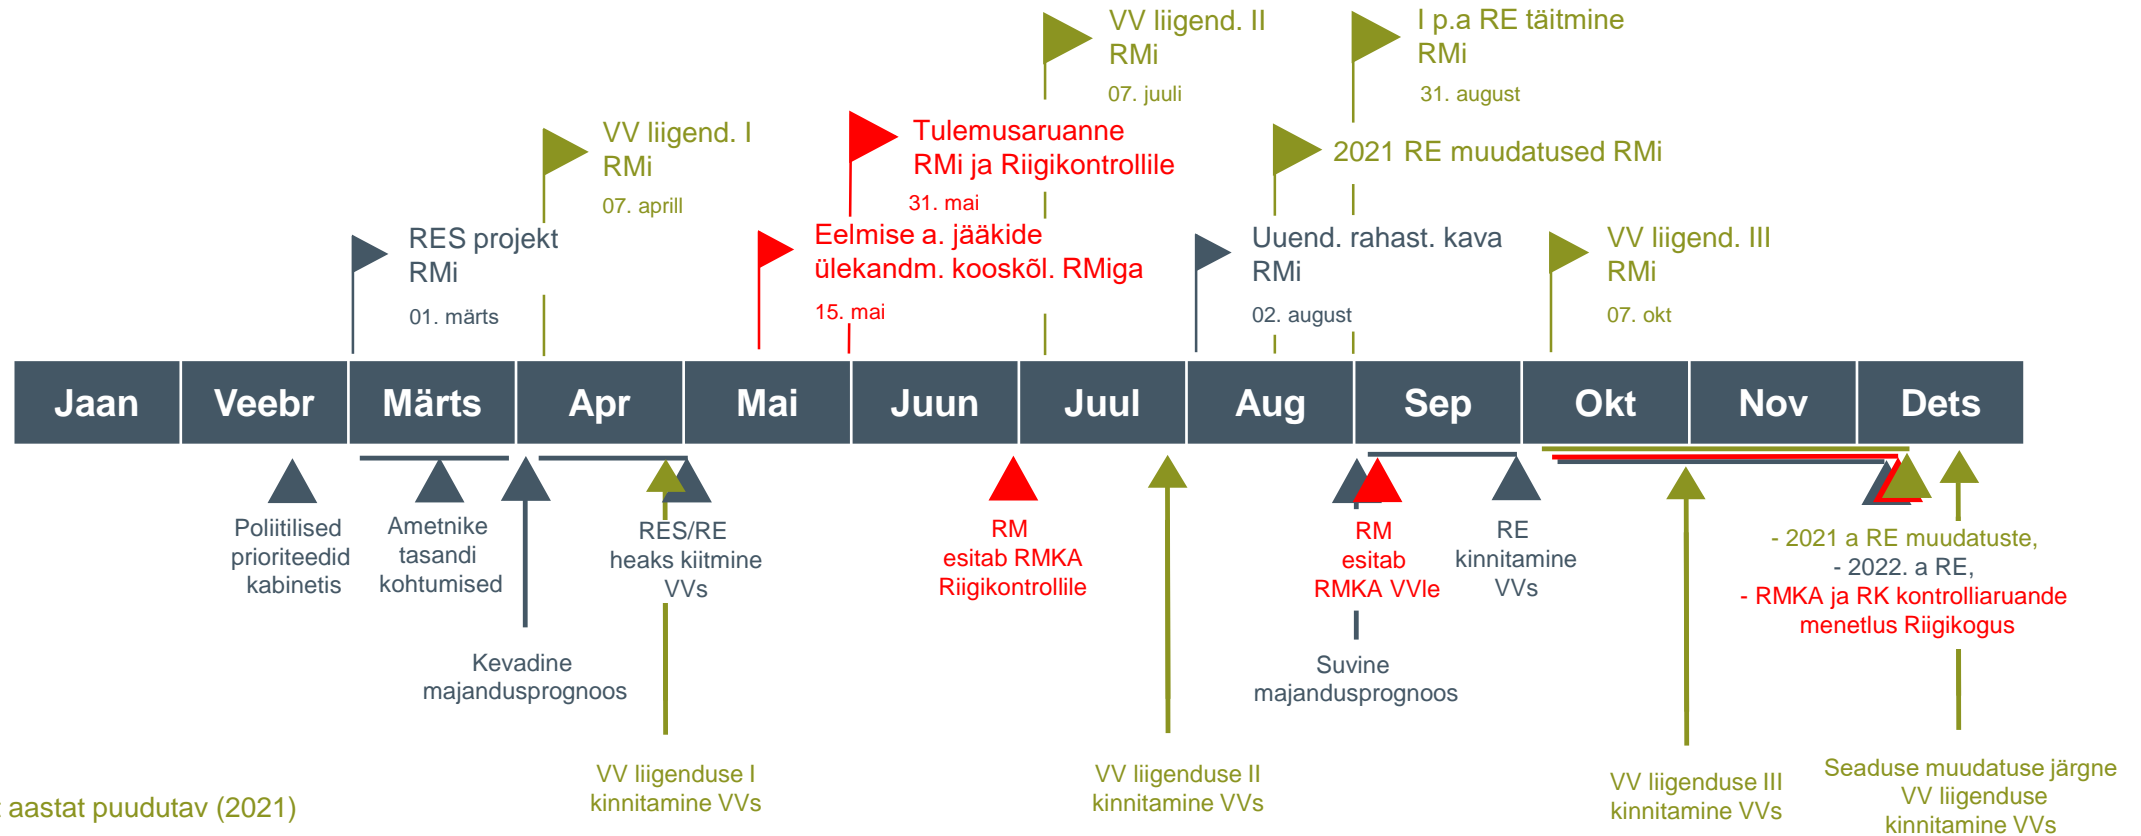 VV liigend. II
RMi
07. juuli
I p.a RE täitmine
RMi
31. august
VV liigend. I
RMi
07. aprill
Tulemusaruanne
RMi ja Riigikontrollile
31. mai
2021 RE muudatused RMi
RES projekt
RMi
01. märts
Eelmise a. jääkide
ülekandm. kooskõl. RMiga
15. mai
Uuend. rahast. kava
RMi
02. august
VV liigend. III
RMi
07. okt
Jaan Veebr Märts Apr Mai Juun Juul Aug Sep Okt Nov Dets
Poliitilised
prioriteedid
kabinetis
Ametnike
tasandi
kohtumised
RES/RE
heaks kiitmine
VVs
RM
esitab RMKA
Riigikontrollile
RM
esitab
RMKA VVle
RE
kinnitamine
VVs
- 2021 a RE muudatuste,
- 2022. a RE,
- RMKA ja RK kontrolliaruande
menetlus Riigikogus
Kevadine
majandusprognoos
Suvine
majandusprognoos
VV liigenduse I
kinnitamine VVs
VV liigenduse II
kinnitamine VVs
VV liigenduse III
kinnitamine VVs
Seaduse muudatuse järgne
VV liigenduse
kinnitamine VVs
aastat puudutav (2021)